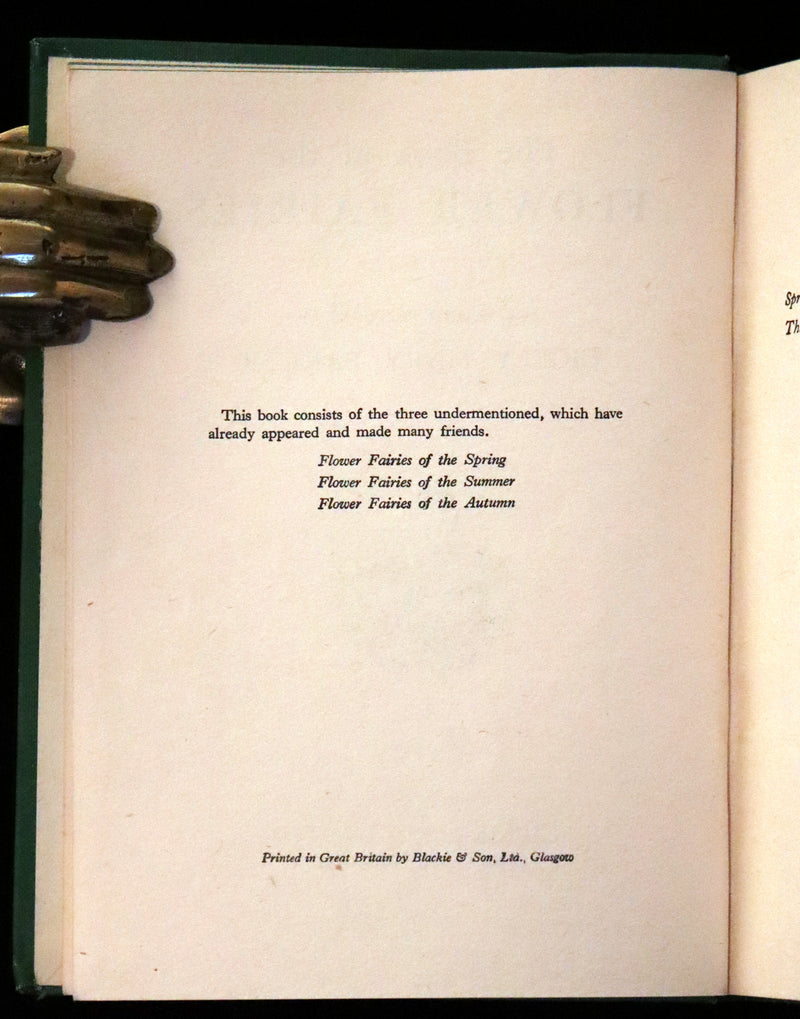 This book consists of the three undermentioned, which have
already appeared and made many friends.
Flower Fairies of the Spring
Flower Fairies of the Summer
Flower Fairies of the Autumn
Printed in Great Britain by Blackie & Son, Ltd., Glasgow